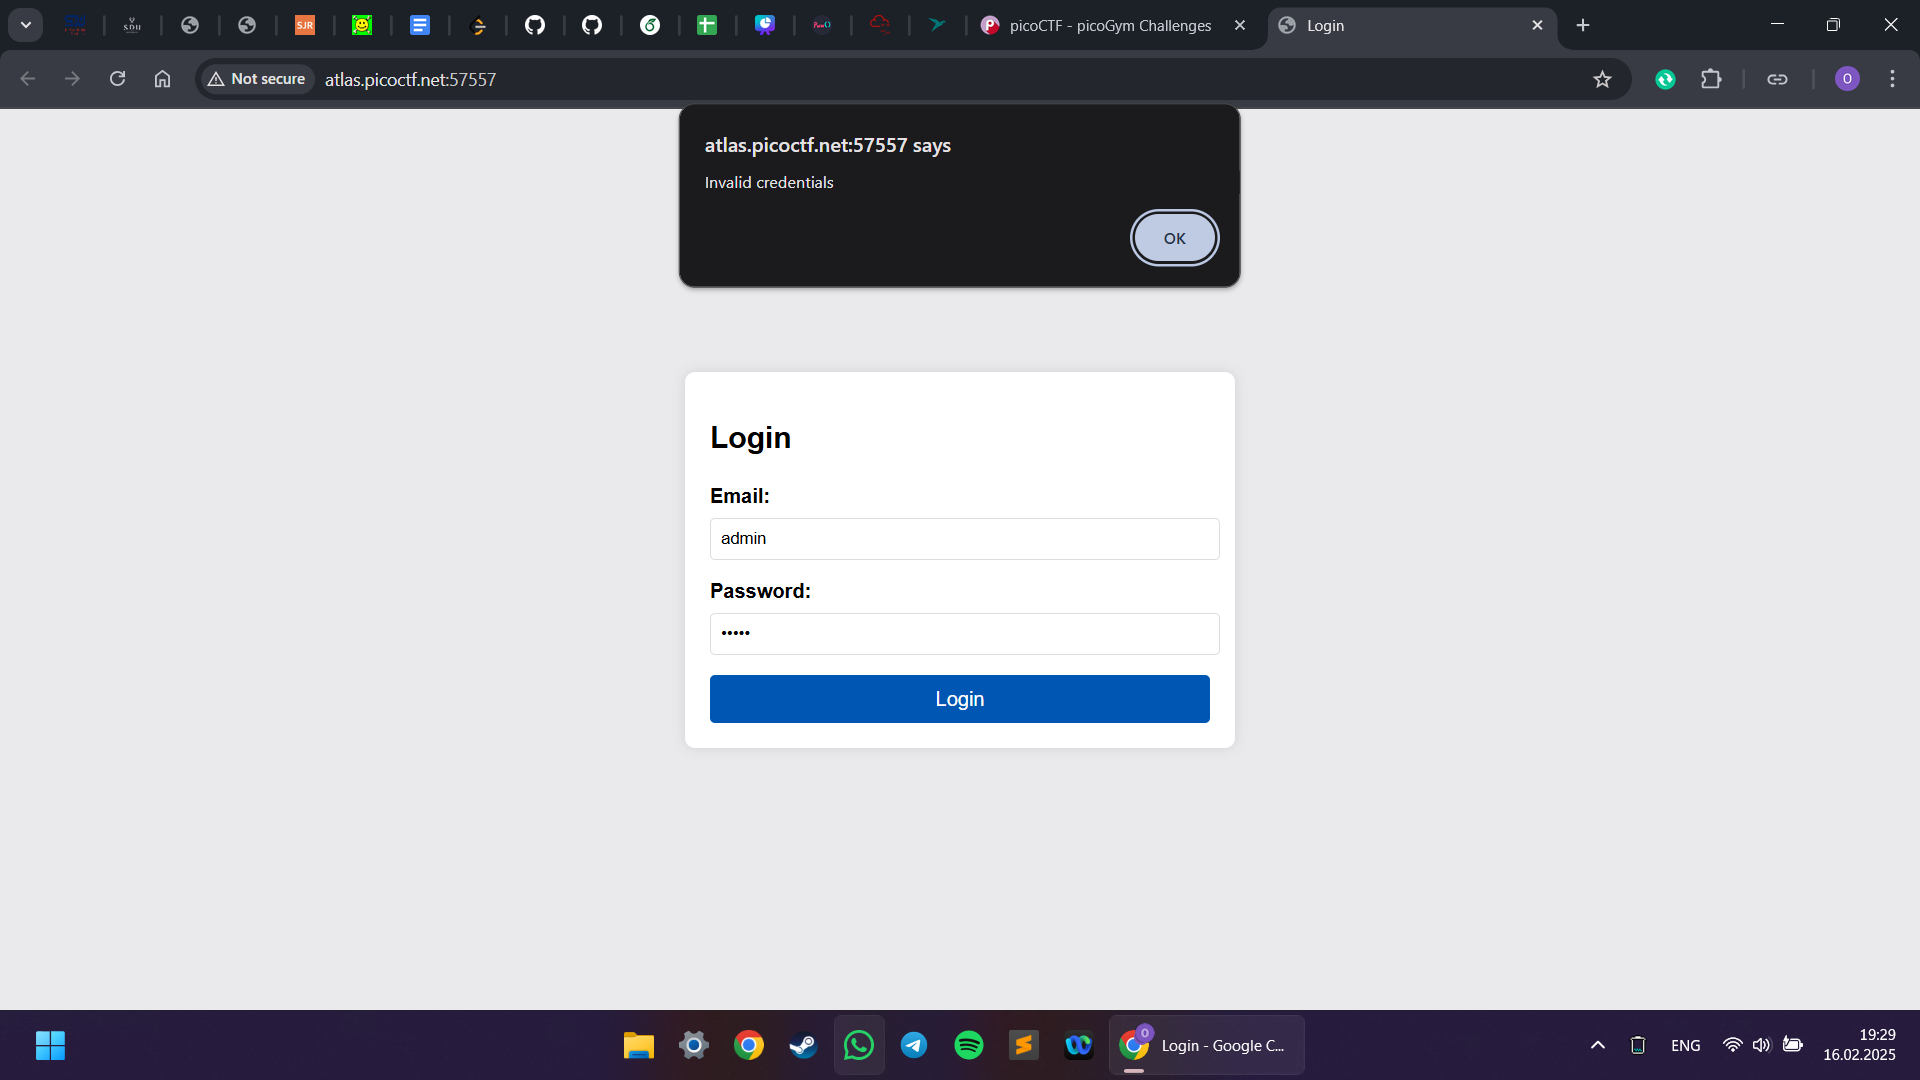 SJR
picoCTF - picoGym Challenges
Login
Not secure
atlas.picoctf.net:57557
O
atlas.picoctf.net:57557 says
Invalid credentials
OK
Login
Email:
admin
Password:
•••••
Login
Login - Google C...
ENG
19:29
16.02.2025